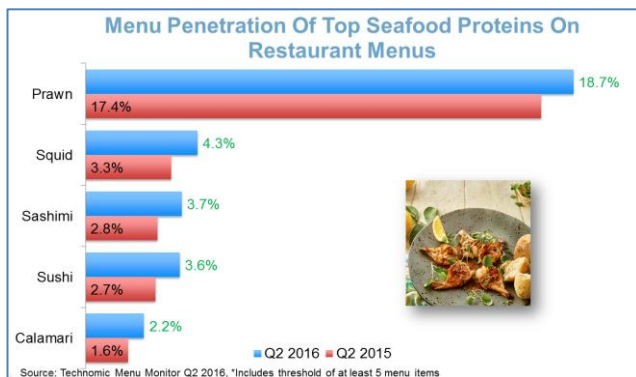 Menu Penetration Of Top Seafood Proteins On
Restaurant Menus
Prawn
18.7%
17.4%
Squid
4.3%
3.3%
Sashimi
3.7%
2.8%
Sushi
3.6%
2.7%
Calamari
2.2%
1.6%
Q2 2016 Q2 2015
Source: Technomic Menu Monitor Q2 2016, *Includes threshold of at least 5 menu items